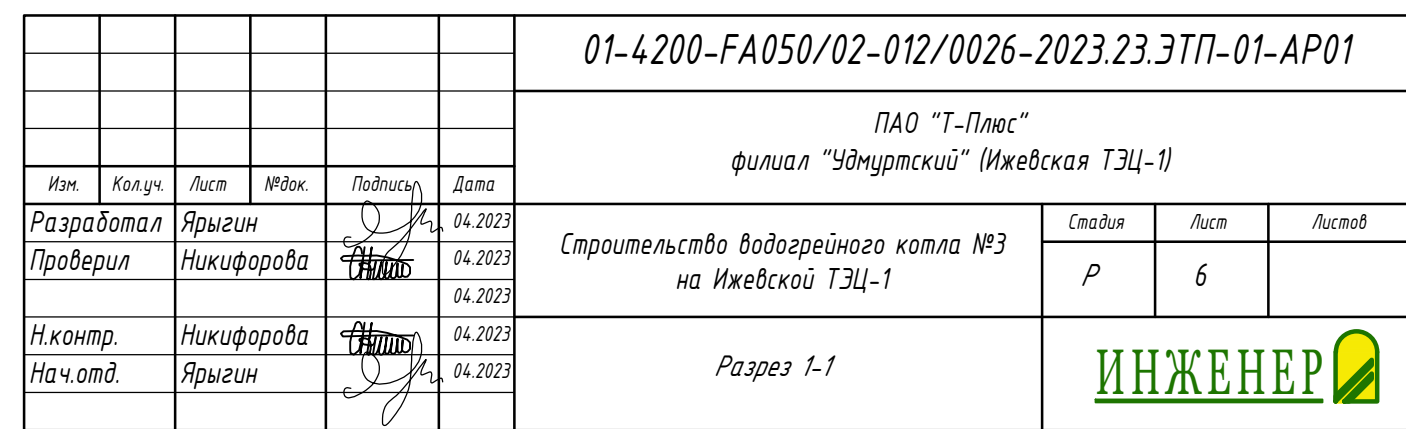 01-4200-FA050/02-012/0026-2023.23.ЭТП-01-АР01
ПАО "Т-Плюс"
филиал "Удмуртский" (Ижевская ТЭЦ-1)
Изм. Кол.уч. Лист №док. Подпись Дата
Разработал Ярыгин 04.2023
Проверил Никифорова 04.2023
04.2023
Н.контр. Никифорова 04.2023
Нач.отд. Ярыгин 04.2023
Строительство водогрейного котла №3
на Ижевской ТЭЦ-1
Стадия Лист Листов
Р 6
Разрез 1-1
ИНЖЕНЕР